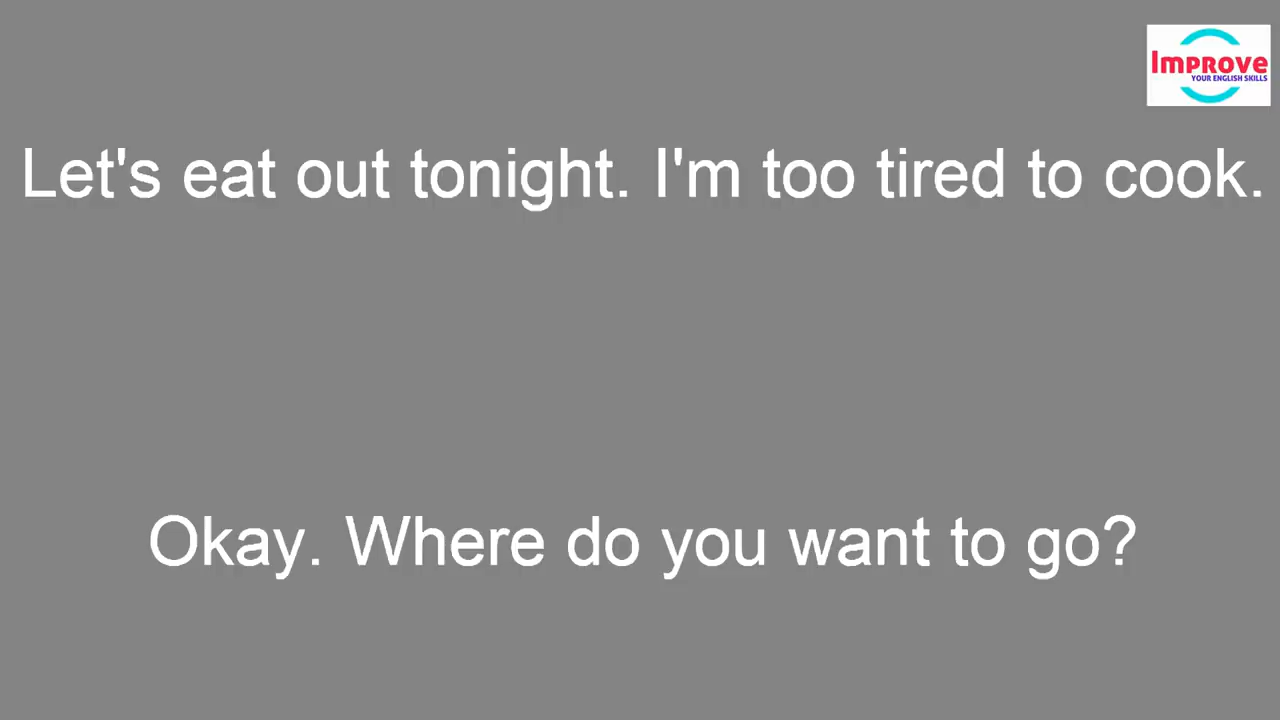 Improve
YOUR ENGLISH SKILLS
Let's eat out tonight. I'm too tired to cook.
Okay. Where do you want to go?